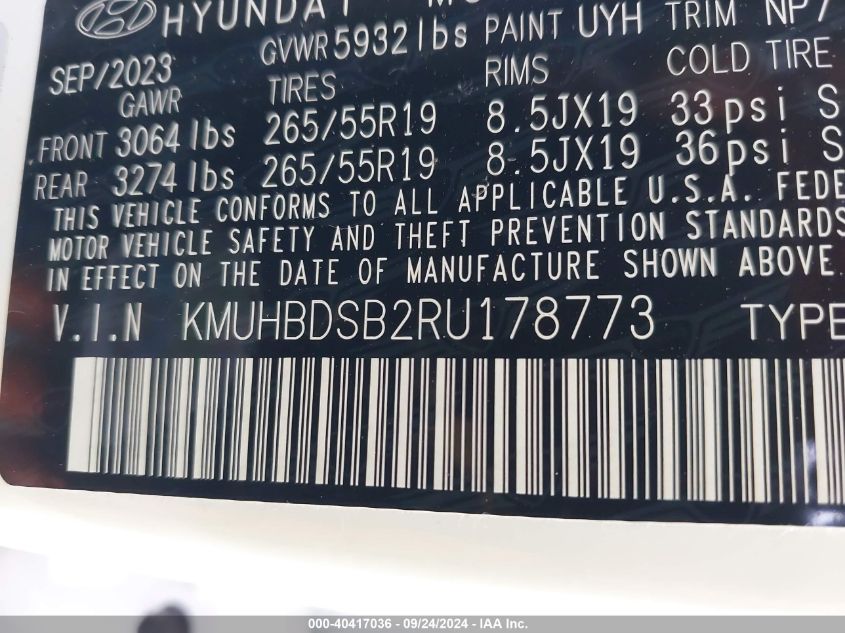 HYUNDAI
GVWR 5932 lbs PAINT UYH TRIM NP7
SEP/2023 TIRES RIMS COLD TIRE
GAWR
FRONT 3064 lbs 265/55R19 8.5JX19 33psi
REAR 3274 lbs 265/55R19 8.5JX19 36psi
THIS VEHICLE CONFORMS TO ALL APPLICABLE U.S.A. FEDE
MOTOR VEHICLE SAFETY AND THEFT PREVENTION STANDARDS
IN EFFECT ON THE DATE OF MANUFACTURE SHOWN ABOVE.
V.I.N KMUHBDSB2RU178773 TYPE
000-40417036 - 09/24/2024 - IAA Inc.